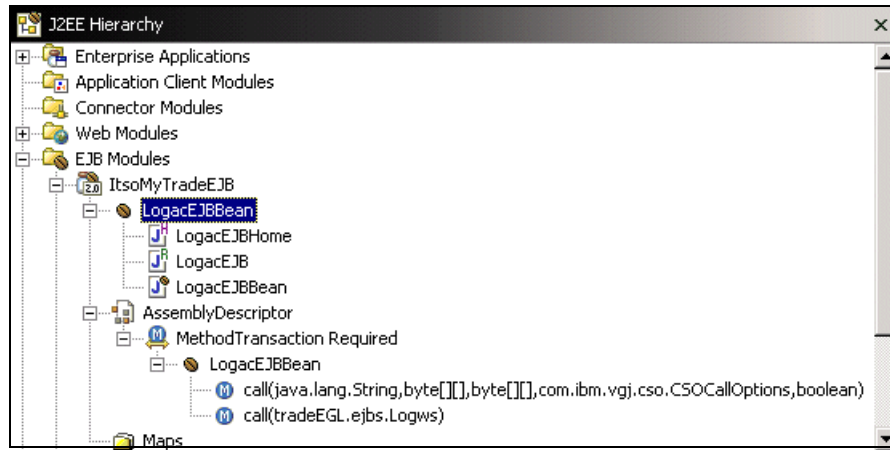 J2EE Hierarchy
Enterprise Applications
Application Client Modules
Connector Modules
Web Modules
EJB Modules
2.0 ItsoMyTradeEJB
LogacEJBBean
J H LogacEJBHome
J R LogacEJB
J LogacEJBBean
AssemblyDescriptor
M MethodTransaction Required
LogacEJBBean
M call(java.lang.String,byte[][],byte[][],com.ibm.vgj.cso.CSOCallOptions,boolean)
M call(tradeEGL.ejbs.Logws)
Maps